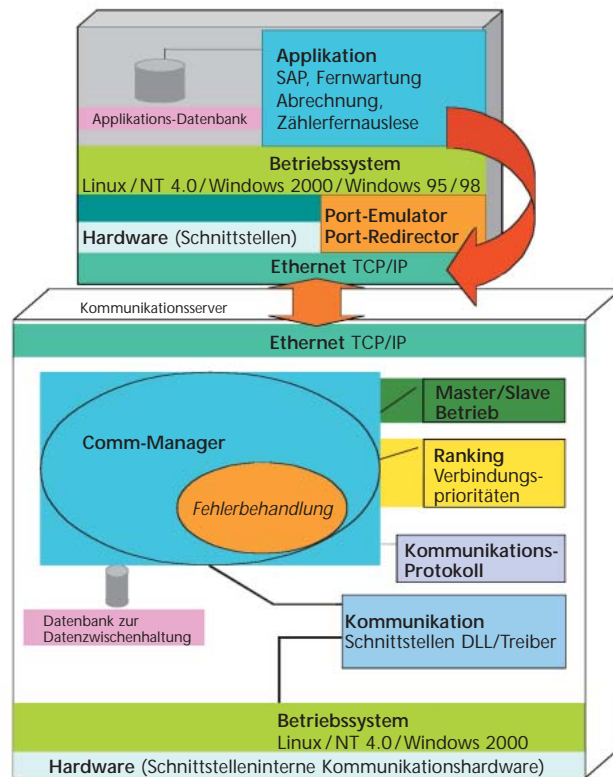 Applikation
SAP, Fernwartung
Abrechnung,
Zählerfernauslese
Applikations-Datenbank
Betriebssystem
Linux / NT 4.0 / Windows 2000 / Windows 95 / 98
Port-Emulator
Port-Redirector
Hardware (Schnittstellen)
Ethernet TCP/IP
Kommunikationsserver
Ethernet TCP/IP
Master/Slave
Betrieb
Comm-Manager
Ranking
Verbindungs-
prioritäten
Fehlerbehandlung
Kommunikations-
Protokoll
Datenbank zur
Datenzwischenhaltung
Kommunikation
Schnittstellen DLL/Treiber
Betriebssystem
Linux / NT 4.0 / Windows 2000
Hardware (Schnittstelleninterne Kommunikationshardware)